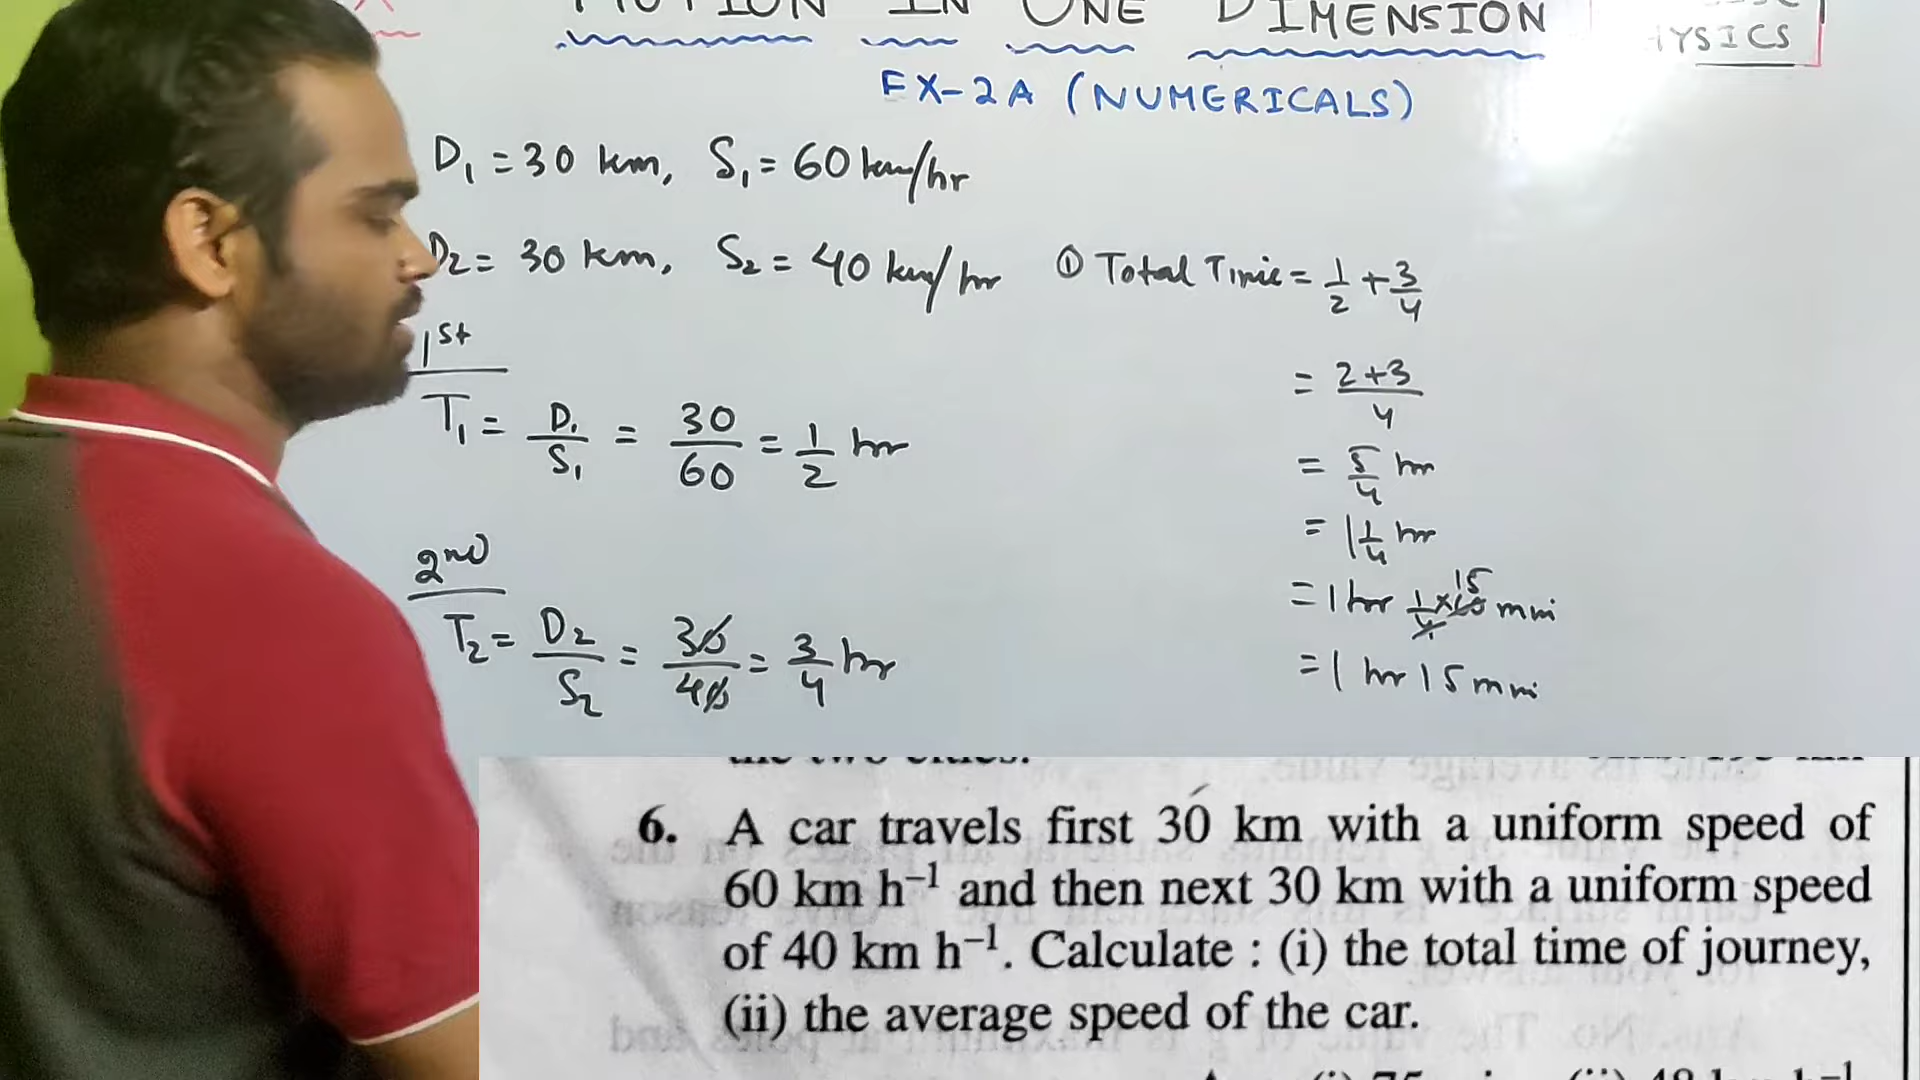 MOTION IN ONE DIMENSION
YSICS
EX-2A (NUMERICALS)
D₁ = 30 km, S₁ = 60 km/hr
D₂ = 30 km, S₂ = 40 km/hr
1st
T₁ = D₁/S₁ = 30/60 = 1/2 hr
2nd
T₂ = D₂/S₂ = 30/40 = 3/4 hr
① Total Time = 1/2 + 3/4
= 2+3/4
= 5/4 hr
= 1 1/4 hr
= 1 hr 1/4 × 60 15 min
= 1 hr 15 min
the two cities.
6. A car travels first 30 km with a uniform speed of
60 km h⁻¹ and then next 30 km with a uniform speed
of 40 km h⁻¹. Calculate : (i) the total time of journey,
(ii) the average speed of the car.